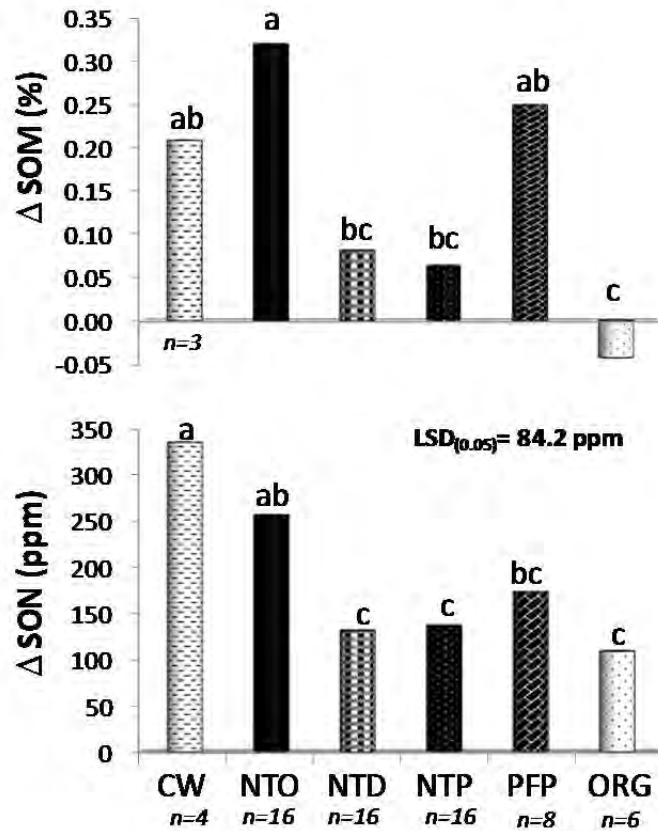 Δ SOM (%)
0.35
0.30
0.25
0.20
0.15
0.10
0.05
0.00
-0.05
ab
a
bc
bc
ab
c
n=3
Δ SON (ppm)
350
300
250
200
150
100
50
0
LSD(0.05)= 84.2 ppm
a
ab
c
c
bc
c
CW NTO NTD NTP PFP ORG
n=4 n=16 n=16 n=16 n=8 n=6